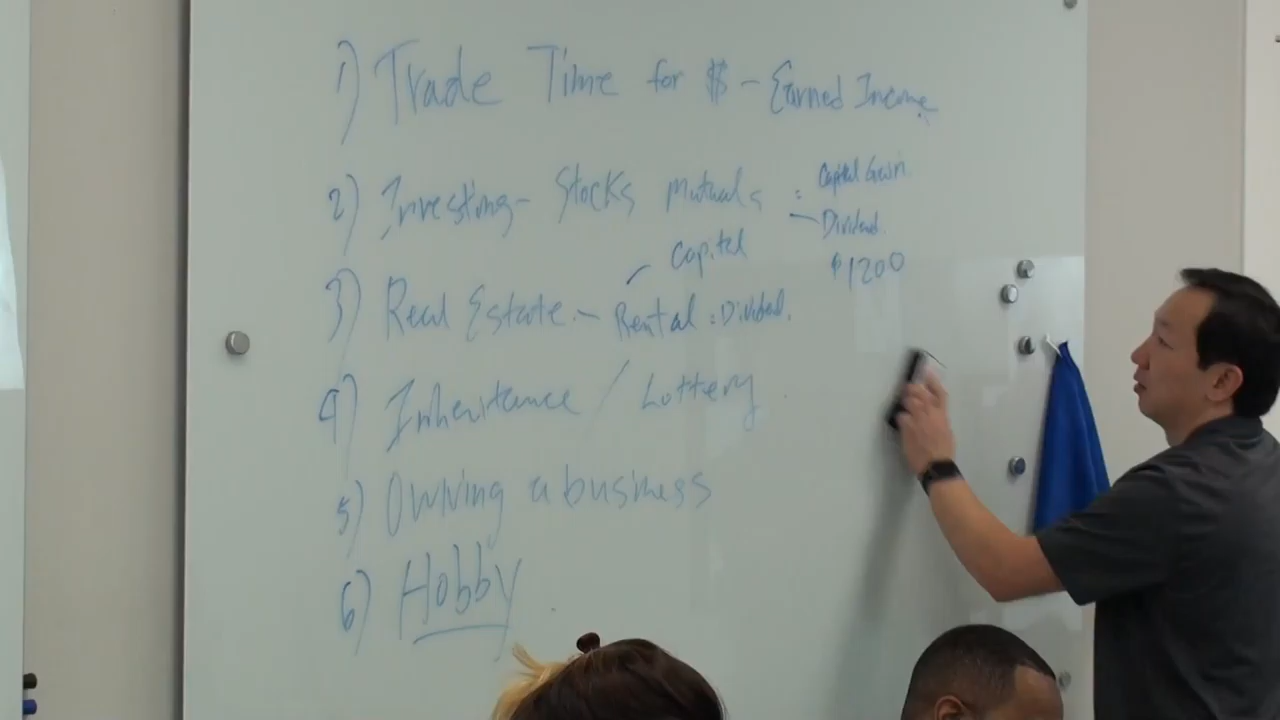 1) Trade Time for $ - Earned Income
2) Investing - Stocks Mutuals : Capital Gain
- Dividend.
$1200
Capital
3) Real Estate. - Rental : Dividend.
4) Inheritance / Lottery.
5) Owning a business
6) Hobby